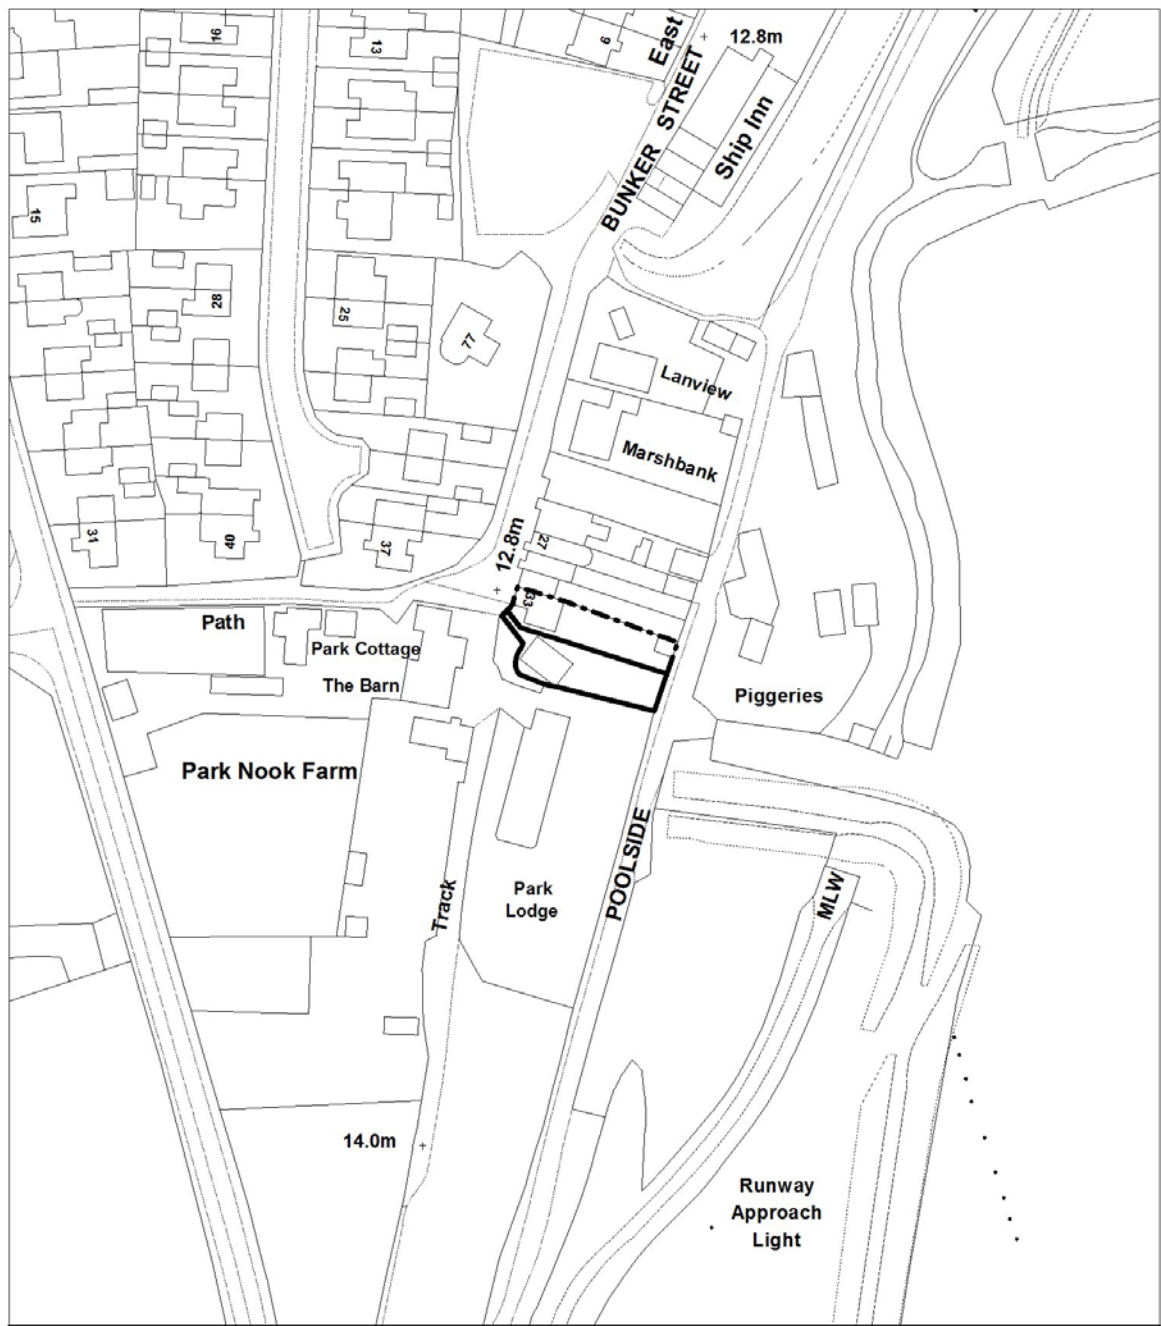 16
13
9
East
12.8m
BUNKER STREET
Ship Inn
15
28
25
77
Lanview
Marshbank
31
40
37
12.8m
27
33
Path
Park Cottage
The Barn
Piggeries
Park Nook Farm
POOLSIDE
MLW
Track
Park
Lodge
14.0m
Runway
Approach
Light